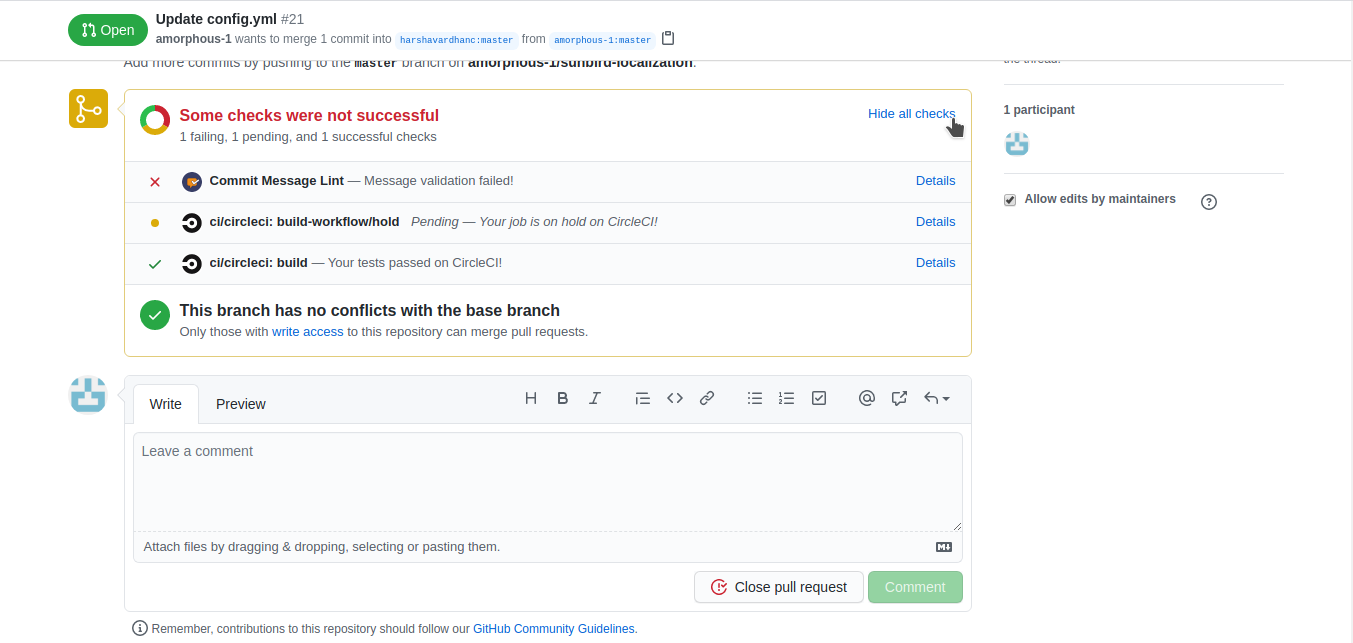 Open
Update config.yml #21
amorphous-1 wants to merge 1 commit into harshavardhanc:master from amorphous-1:master
Add more commits by pushing to the master branch on amorphous-1/sunbird-localization.
the thread.
Some checks were not successful
Hide all checks
1 failing, 1 pending, and 1 successful checks
Commit Message Lint — Message validation failed! Details
ci/circleci: build-workflow/hold Pending — Your job is on hold on CircleCI! Details
ci/circleci: build — Your tests passed on CircleCI! Details
This branch has no conflicts with the base branch
Only those with write access to this repository can merge pull requests.
1 participant
Allow edits by maintainers
Write Preview
Leave a comment
Attach files by dragging & dropping, selecting or pasting them.
Close pull request Comment
Remember, contributions to this repository should follow our GitHub Community Guidelines.